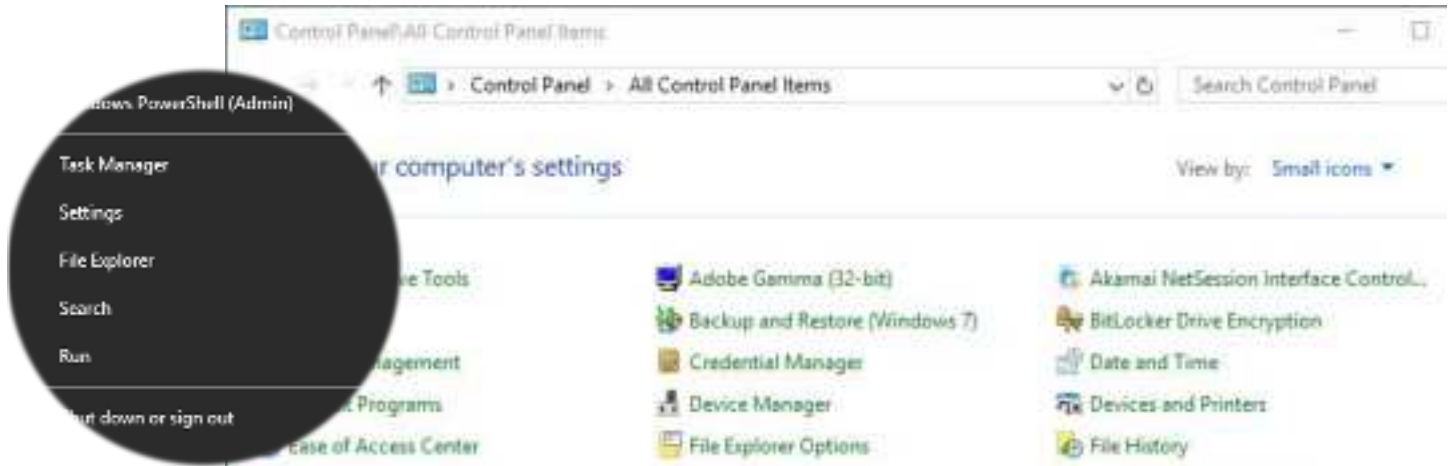 Control Panel\All Control Panel Items
Control Panel > All Control Panel Items
Search Control Panel
computer's settings
View by: Small icons
PowerShell (Admin)
Task Manager
Settings
File Explorer
Search
Run
down or sign out
Tools
Programs
Ease of Access Center
Adobe Gamma (32-bit)
Backup and Restore (Windows 7)
Credential Manager
Device Manager
File Explorer Options
Akamai NetSession Interface Control...
BitLocker Drive Encryption
Date and Time
Devices and Printers
File History